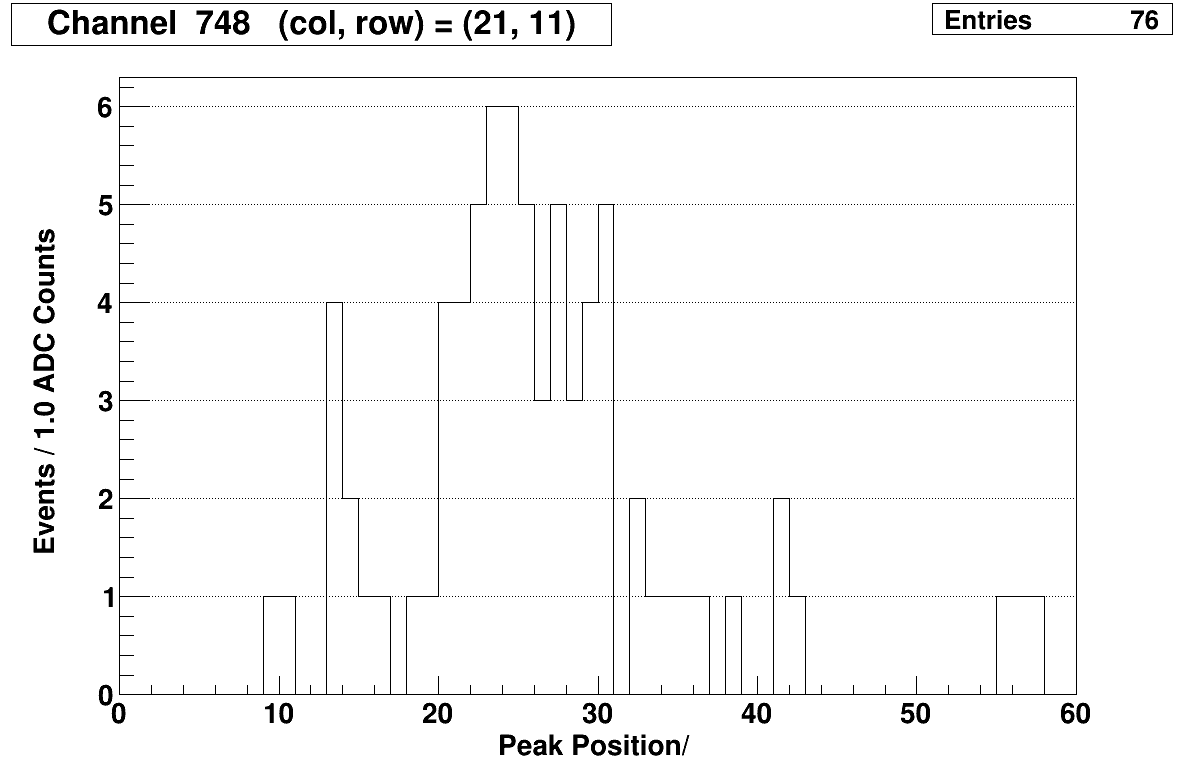 Channel 748 (col, row) = (21, 11)
Entries 76
6
5
4
3
2
1
0
Events / 1.0 ADC Counts
0 10 20 30 40 50 60
Peak Position/